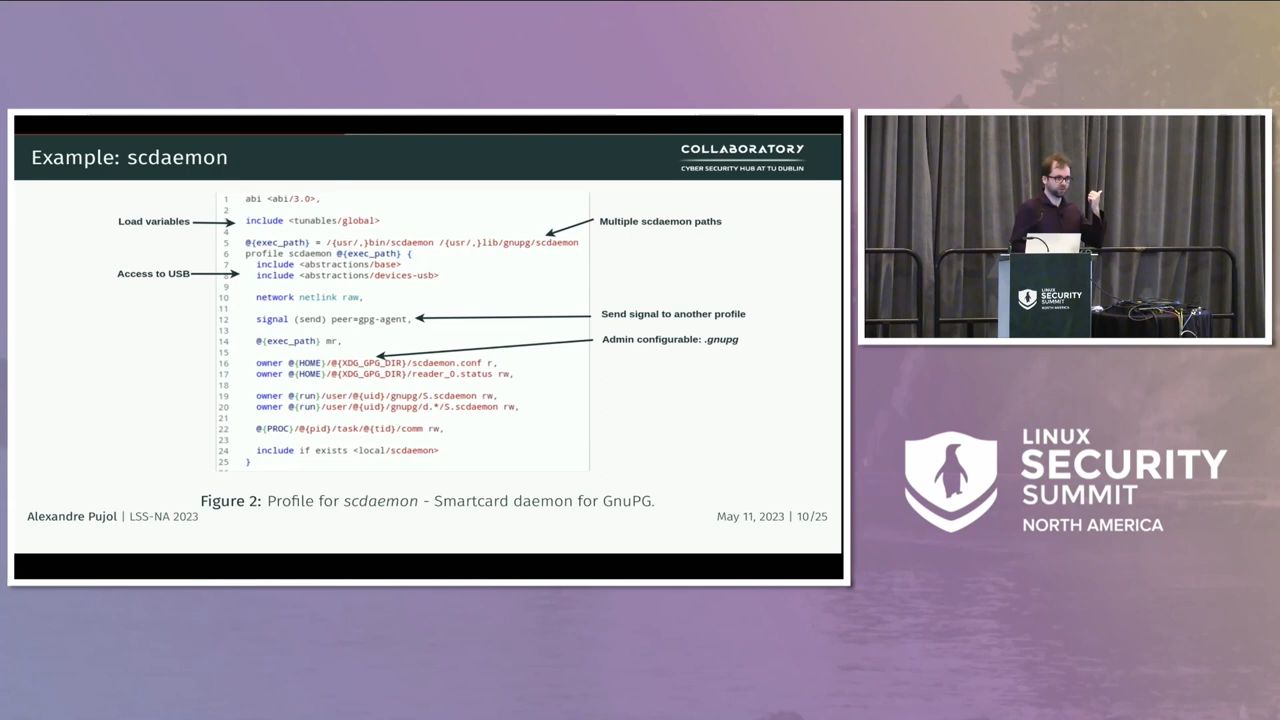 Example: scdaemon
COLLABORATORY
CYBER SECURITY HUB AT TU DUBLIN
Load variables
Access to USB
1 abi <abi/3.0>,
2
include <tunables/global>
4
5 @{exec_path} = /{usr/,}bin/scdaemon /{usr/,}lib/gnupg/scdaemon
6 profile scdaemon @{exec_path} {
7 include <abstractions/base>
8 include <abstractions/devices-usb>
9
10 network netlink raw,
11
12 signal (send) peer=gpg-agent,
13
14 @{exec_path} mr,
15
16 owner @{HOME}/@{XDG_GPG_DIR}/scdaemon.conf r,
17 owner @{HOME}/@{XDG_GPG_DIR}/reader_0.status rw,
18
19 owner @{run}/user/@{uid}/gnupg/S.scdaemon rw,
20 owner @{run}/user/@{uid}/gnupg/d.*/S.scdaemon rw,
21
22 @{PROC}/@{pid}/task/@{tid}/comm rw,
23
24 include if exists <local/scdaemon>
25 }
Multiple scdaemon paths
Send signal to another profile
Admin configurable: .gnupg
Figure 2: Profile for scdaemon - Smartcard daemon for GnuPG.
Alexandre Pujol | LSS-NA 2023
May 11, 2023 | 10/25
LINUX
SECURITY
SUMMIT
NORTH AMERICA
LINUX
SECURITY
SUMMIT
NORTH AMERICA